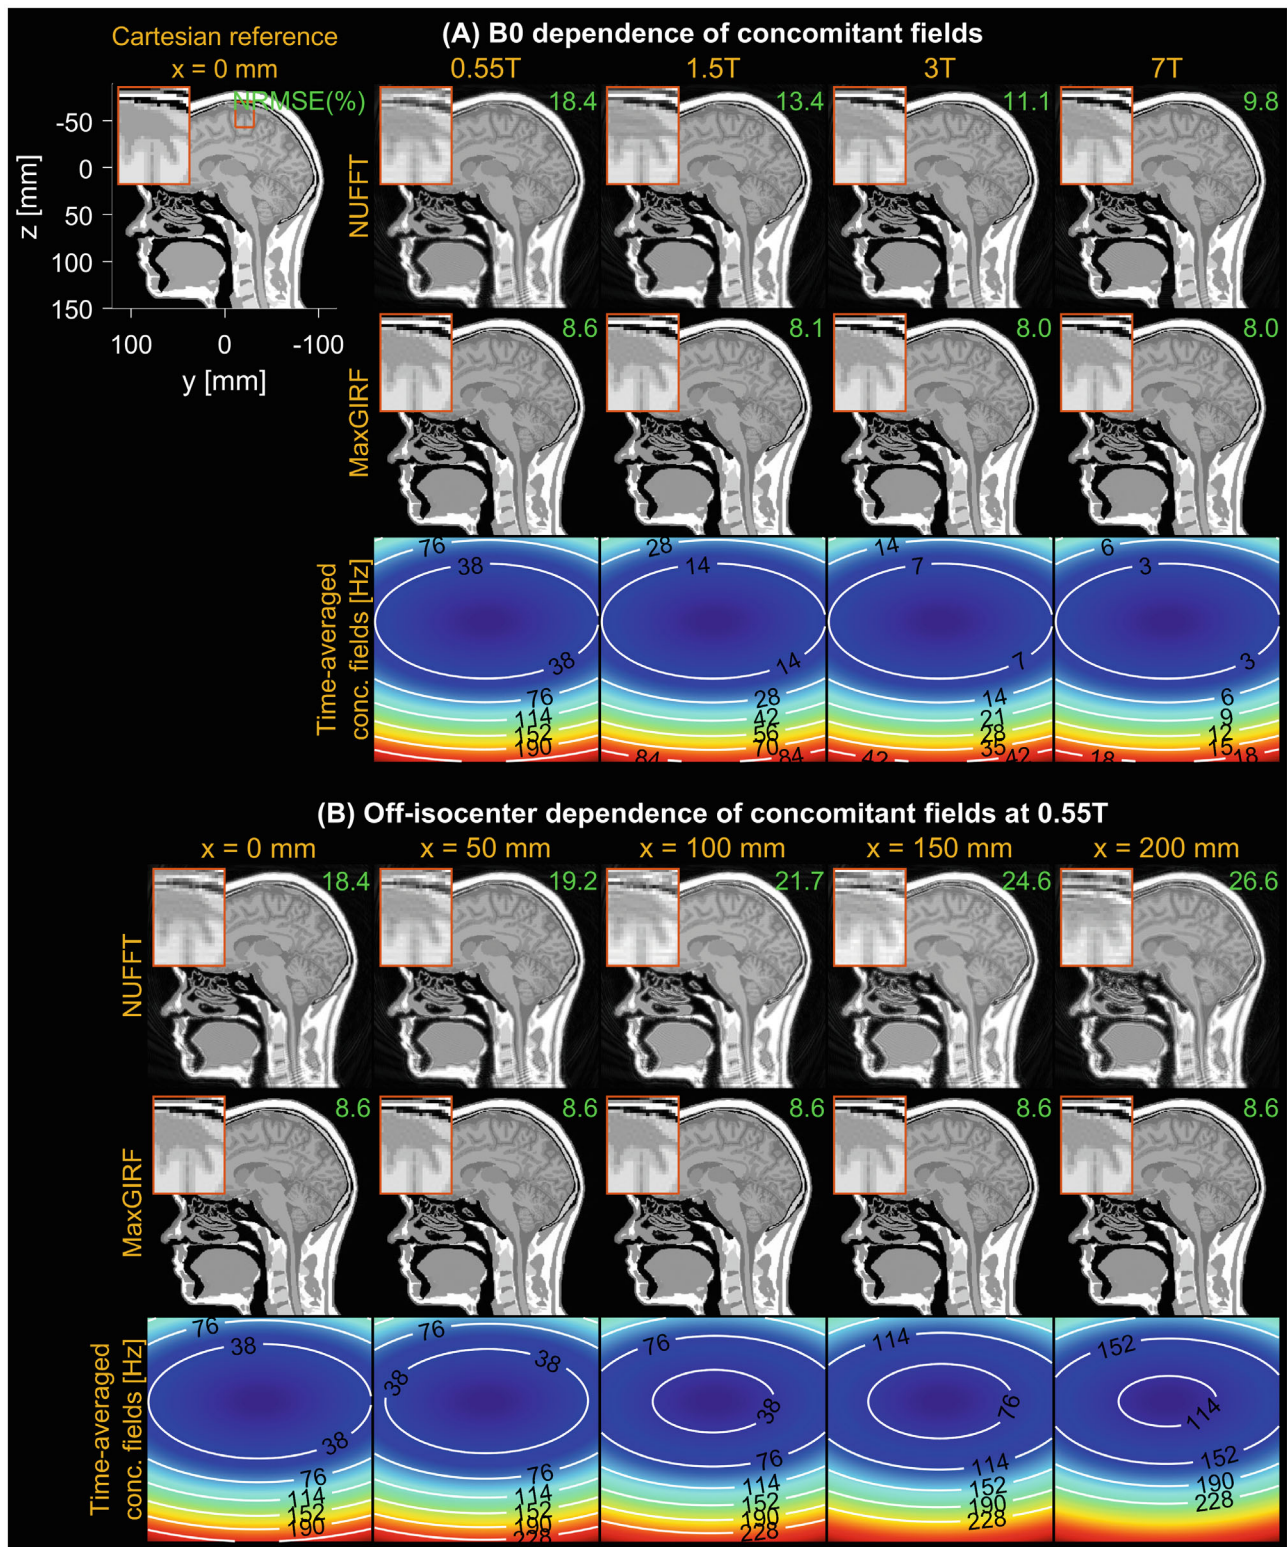 Cartesian reference
x = 0 mm
NRMSE(%)
-50
0
50
100
150
z [mm]
100 0 -100
y [mm]
(A) B0 dependence of concomitant fields
0.55T 1.5T 3T 7T
NUFFT
18.4 13.4 11.1 9.8
MaxGIRF
8.6 8.1 8.0 8.0
Time-averaged
conc. fields [Hz]
76 28 14 6
38 14 7 3
38 14 7 3
76 28 14 6
114 42 21 9
152 56 28 12
190 70 35 15
84 84 42 42 18 18
(B) Off-isocenter dependence of concomitant fields at 0.55T
x = 0 mm x = 50 mm x = 100 mm x = 150 mm x = 200 mm
NUFFT
18.4 19.2 21.7 24.6 26.6
MaxGIRF
8.6 8.6 8.6 8.6 8.6
Time-averaged
conc. fields [Hz]
76 76 76 114 152
38 38 38 38 76 114
38 76 114 152
76 76 114 152 190
114 114 152 190 228
152 152 190 228
190 190 228
228